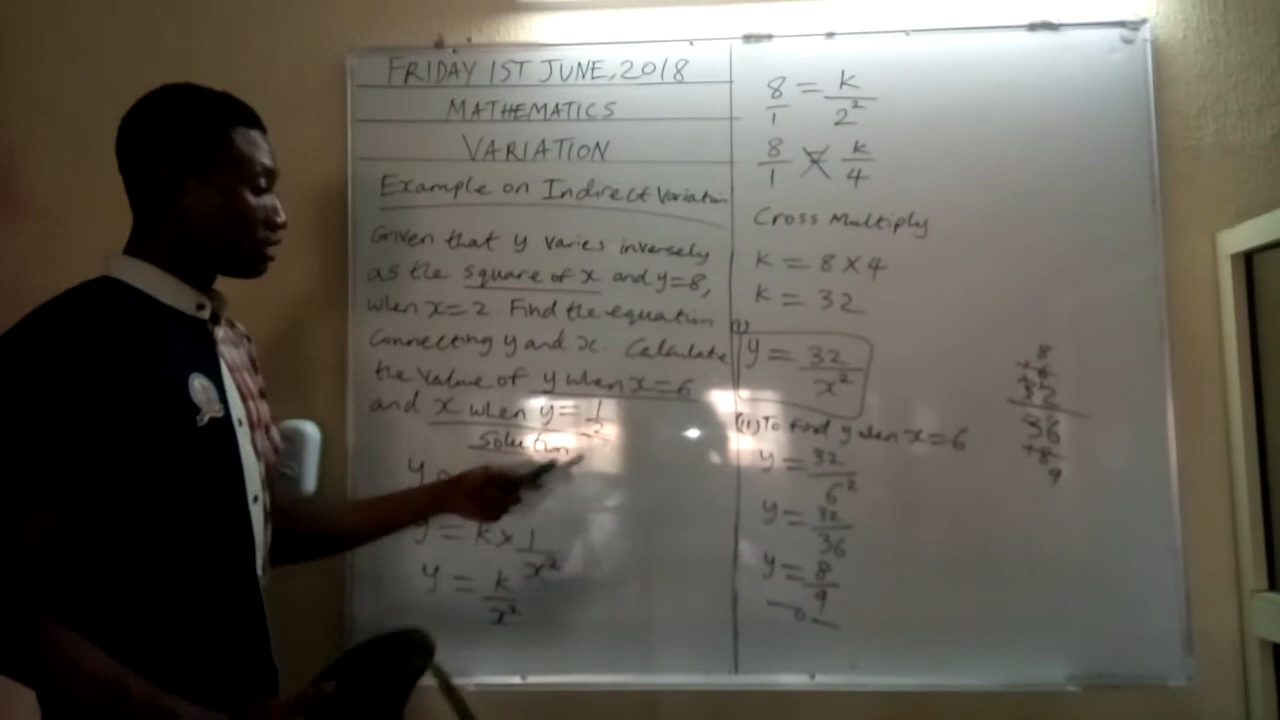 FRIDAY 1ST JUNE, 2018
MATHEMATICS
VARIATION
Example on Indirect Variation
Given that y varies inversely
as the square of x and y=8,
when x=2. Find the equation
Connecting y and x. Calculate
the value of y when x=6
and x when y=1/2
Solution
y
y = k x 1/x²
y = k/x²
8/1 = k/2²
8/1 X k/4
Cross Multiply
k = 8 x 4
k = 32
(i)
y = 32/x²
(ii) To find y when x=6
y = 32/6²
y = 32/36
y = 8/9